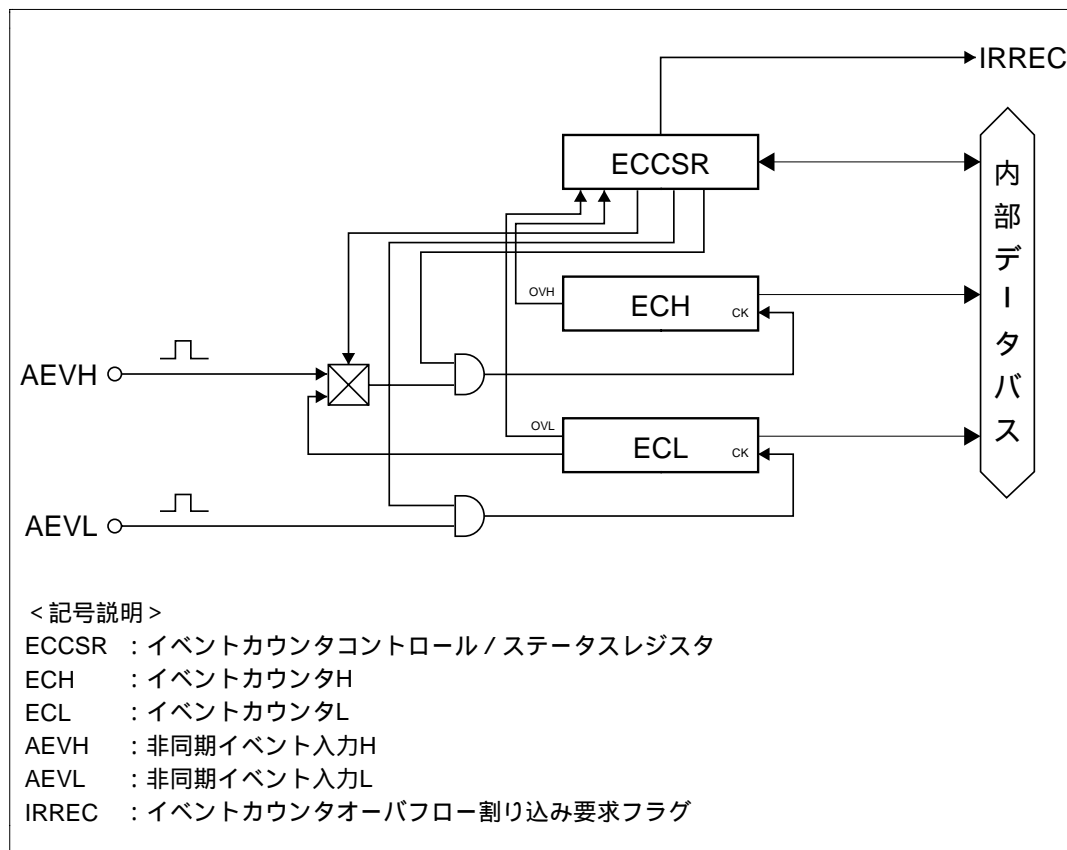 IRREC
ECCSR
内部データバス
OVH
ECH
CK
AEVH
OVL
ECL
CK
AEVL
＜記号説明＞
ECCSR ：イベントカウンタコントロール／ステータスレジスタ
ECH ：イベントカウンタH
ECL ：イベントカウンタL
AEVH ：非同期イベント入力H
AEVL ：非同期イベント入力L
IRREC ：イベントカウンタオーバフロー割り込み要求フラグ